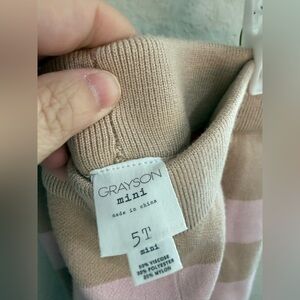 GRAYSON
mini
made in china
5T
mini
50% VISCOSE
30% POLYESTER
20% NYLON